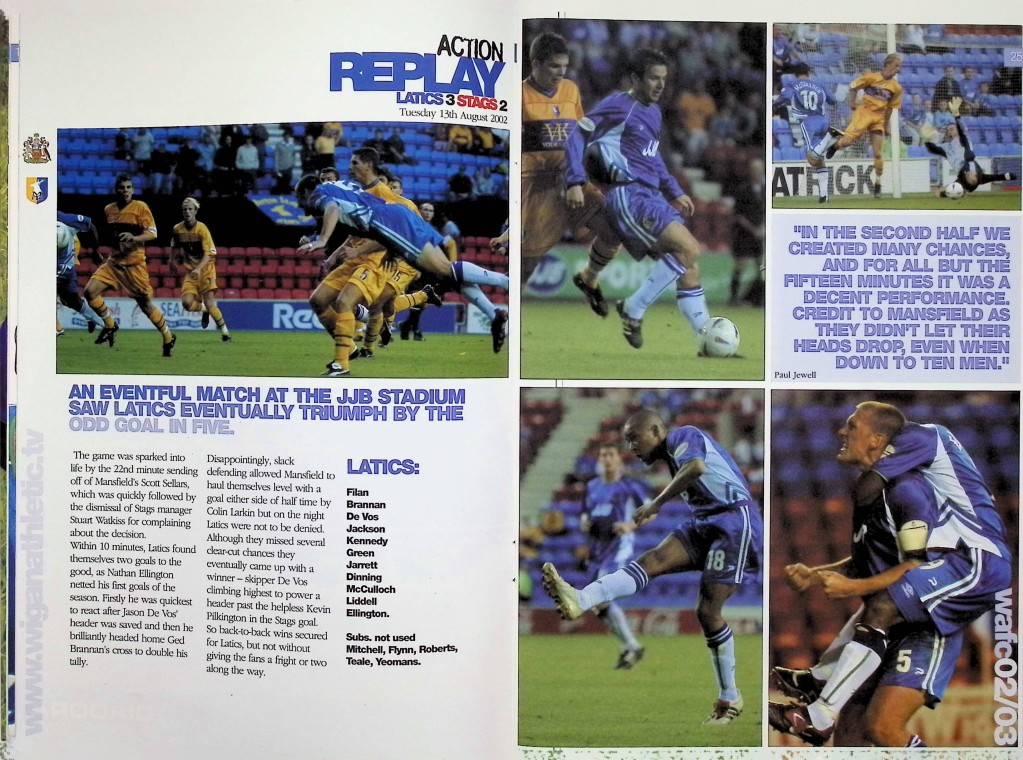 ACTION
REPLAY
LATICS 3 STAGS 2
Tuesday 13th August 2002
AN EVENTFUL MATCH AT THE JJB STADIUM
SAW LATICS EVENTUALLY TRIUMPH BY THE
ODD GOAL IN FIVE.
The game was sparked into
life by the 22nd minute sending
off of Mansfield's Scott Sellars,
which was quickly followed by
the dismissal of Stags manager
Stuart Watkiss for complaining
about the decision.
Within 10 minutes, Latics found
themselves two goals to the
good, as Nathan Ellington
netted his first goals of the
season. Firstly he was quickest
to react after Jason De Vos'
header was saved and then he
brilliantly headed home Ged
Brannan's cross to double his
tally.
Disappointingly, slack
defending allowed Mansfield to
haul themselves level with a
goal either side of half time by
Colin Larkin but on the night
Latics were not to be denied.
Although they missed several
clear-cut chances they
eventually came up with a
winner – skipper De Vos
climbing highest to power a
header past the helpless Kevin
Pilkington in the Stags goal.
So back-to-back wins secured
for Latics, but not without
giving the fans a fright or two
along the way.
LATICS:
Filan
Brannan
De Vos
Jackson
Kennedy
Green
Jarrett
Dinning
McCulloch
Liddell
Ellington.
Subs. not used
Mitchell, Flynn, Roberts,
Teale, Yeomans.
www.wiganathletic.tv
Reebok
JJB
10
ATRICK
25
"IN THE SECOND HALF WE
CREATED MANY CHANCES,
AND FOR ALL BUT THE
FIFTEEN MINUTES IT WAS A
DECENT PERFORMANCE.
CREDIT TO MANSFIELD AS
THEY DIDN'T LET THEIR
HEADS DROP, EVEN WHEN
DOWN TO TEN MEN."
Paul Jewell
18
5
wafc02/03